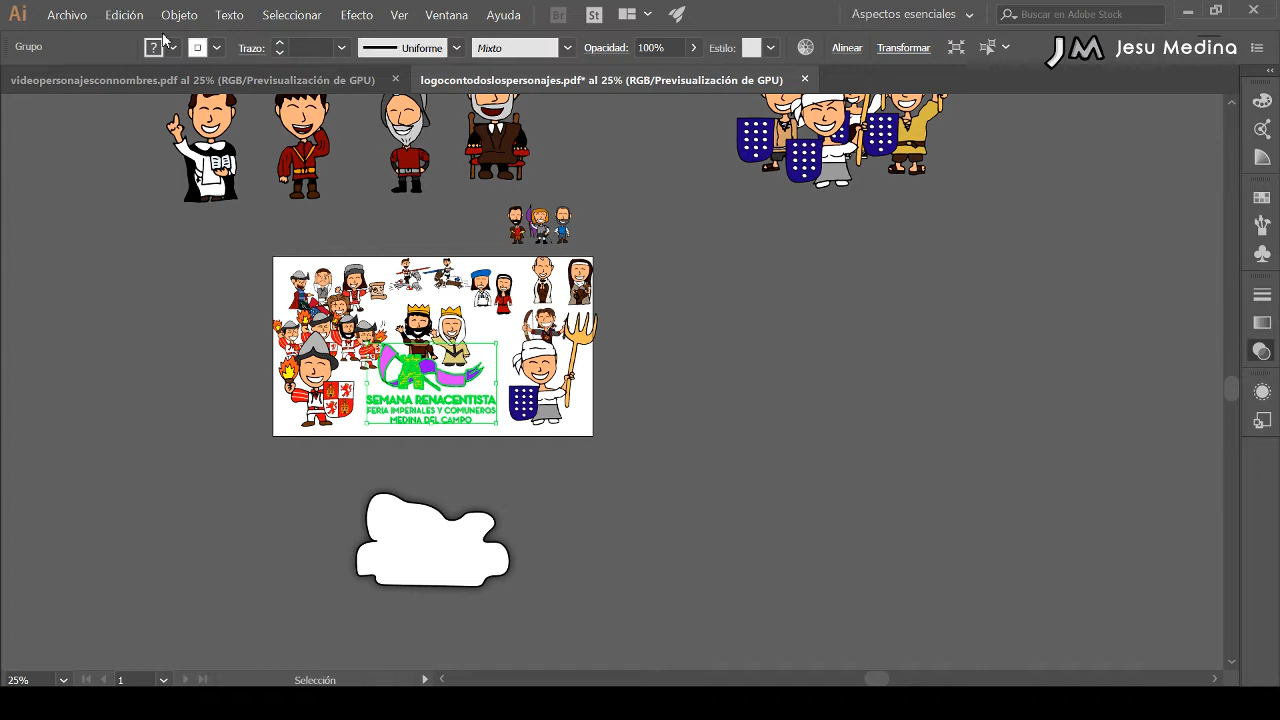 Ai Archivo Edición Objeto Texto Seleccionar Efecto Ver Ventana Ayuda Br St Aspectos esenciales Buscar en Adobe Stock
Grupo ? Trazo: Uniforme Mixto Opacidad: 100% Estilo: Alinear Transformar JM Jesu Medina
videopersonajesconnombres.pdf al 25% (RGB/Previsualización de GPU) logocontodoslospersonajes.pdf* al 25% (RGB/Previsualización de GPU)
SEMANA RENACENTISTA
FERIA IMPERIALES Y COMUNEROS
MEDINA DEL CAMPO
25% 1 Selección